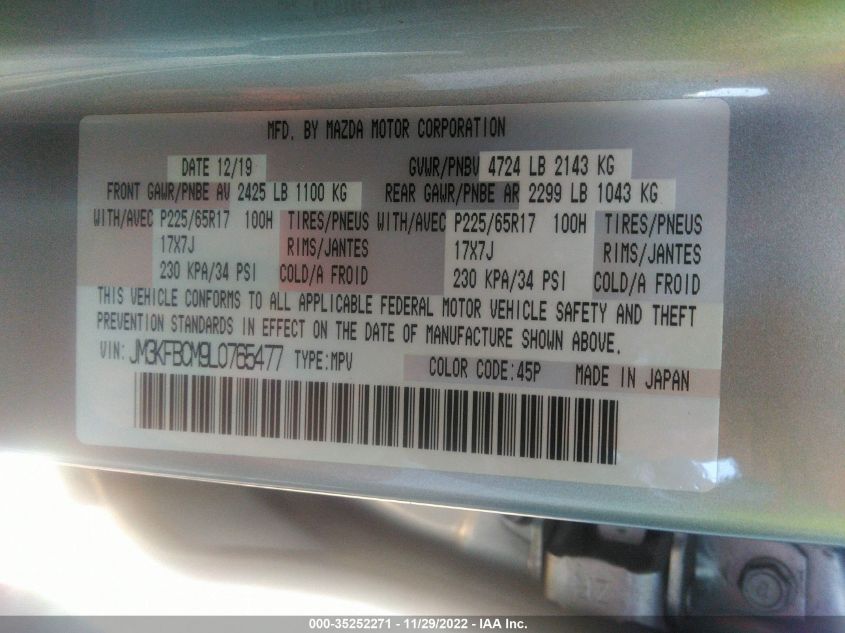 MFD. BY MAZDA MOTOR CORPORATION
DATE 12/19 GVWR/PNBV 4724 LB 2143 KG
FRONT GAWR/PNBE AV 2425 LB 1100 KG REAR GAWR/PNBE AR 2299 LB 1043 KG
WITH/AVEC P225/65R17 100H TIRES/PNEUS WITH/AVEC P225/65R17 100H TIRES/PNEUS
17X7J RIMS/JANTES 17X7J RIMS/JANTES
230 KPA/34 PSI COLD/A FROID 230 KPA/34 PSI COLD/A FROID
THIS VEHICLE CONFORMS TO ALL APPLICABLE FEDERAL MOTOR VEHICLE SAFETY AND THEFT
PREVENTION STANDARDS IN EFFECT ON THE DATE OF MANUFACTURE SHOWN ABOVE.
VIN: JM3KFBCM9L0765477 TYPE:MPV COLOR CODE:45P MADE IN JAPAN
000-35252271 - 11/29/2022 - IAA Inc.